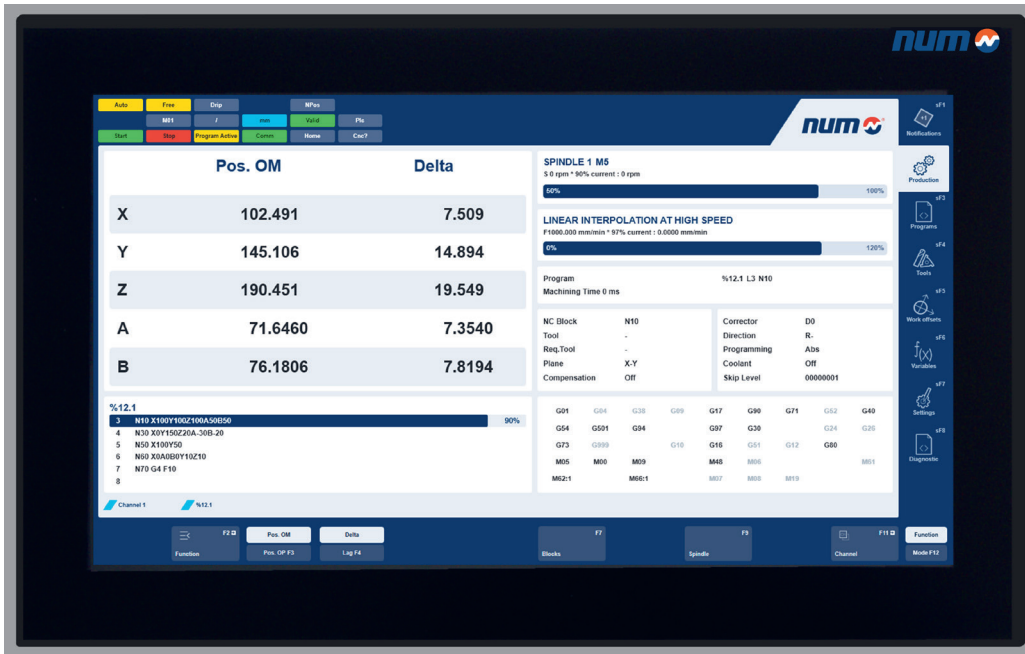 num
Auto Free Drip NPos
M01 / mm Valid Plc
Start Stop Program Active Comm Home Cnc?
num
sF1
Notifications
Production
sF3
Programs
sF4
Tools
sF5
Work offsets
sF6
f(x)
Variables
sF7
Settings
sF8
Diagnostic
Pos. OM Delta
X 102.491 7.509
Y 145.106 14.894
Z 190.451 19.549
A 71.6460 7.3540
B 76.1806 7.8194
SPINDLE 1 M5
S 0 rpm * 90% current : 0 rpm
50% 100%
LINEAR INTERPOLATION AT HIGH SPEED
F1000.000 mm/min * 97% current : 0.0000 mm/min
0% 120%
Program %12.1 L3 N10
Machining Time 0 ms
NC Block N10 Corrector D0
Tool - Direction R-
Req.Tool - Programming Abs
Plane X-Y Coolant Off
Compensation Off Skip Level 00000001
%12.1
3 N10 X100Y100Z100A50B50 90%
4 N30 X0Y150Z20A-30B-20
5 N50 X100Y50
6 N60 X0A0B0Y10Z10
7 N70 G4 F10
8
G01 G04 G38 G09 G17 G90 G71 G52 G40
G54 G501 G94 G97 G30 G24 G26
G73 G999 G10 G16 G51 G12 G80
M05 M00 M09 M48 M06 M61
M62:1 M66:1 M07 M08 M19
Channel 1 %12.1
F2 Pos. OM Delta F7 F9 F11 Function
Function Pos. OP F3 Lag F4 Blocks Spindle Channel Mode F12